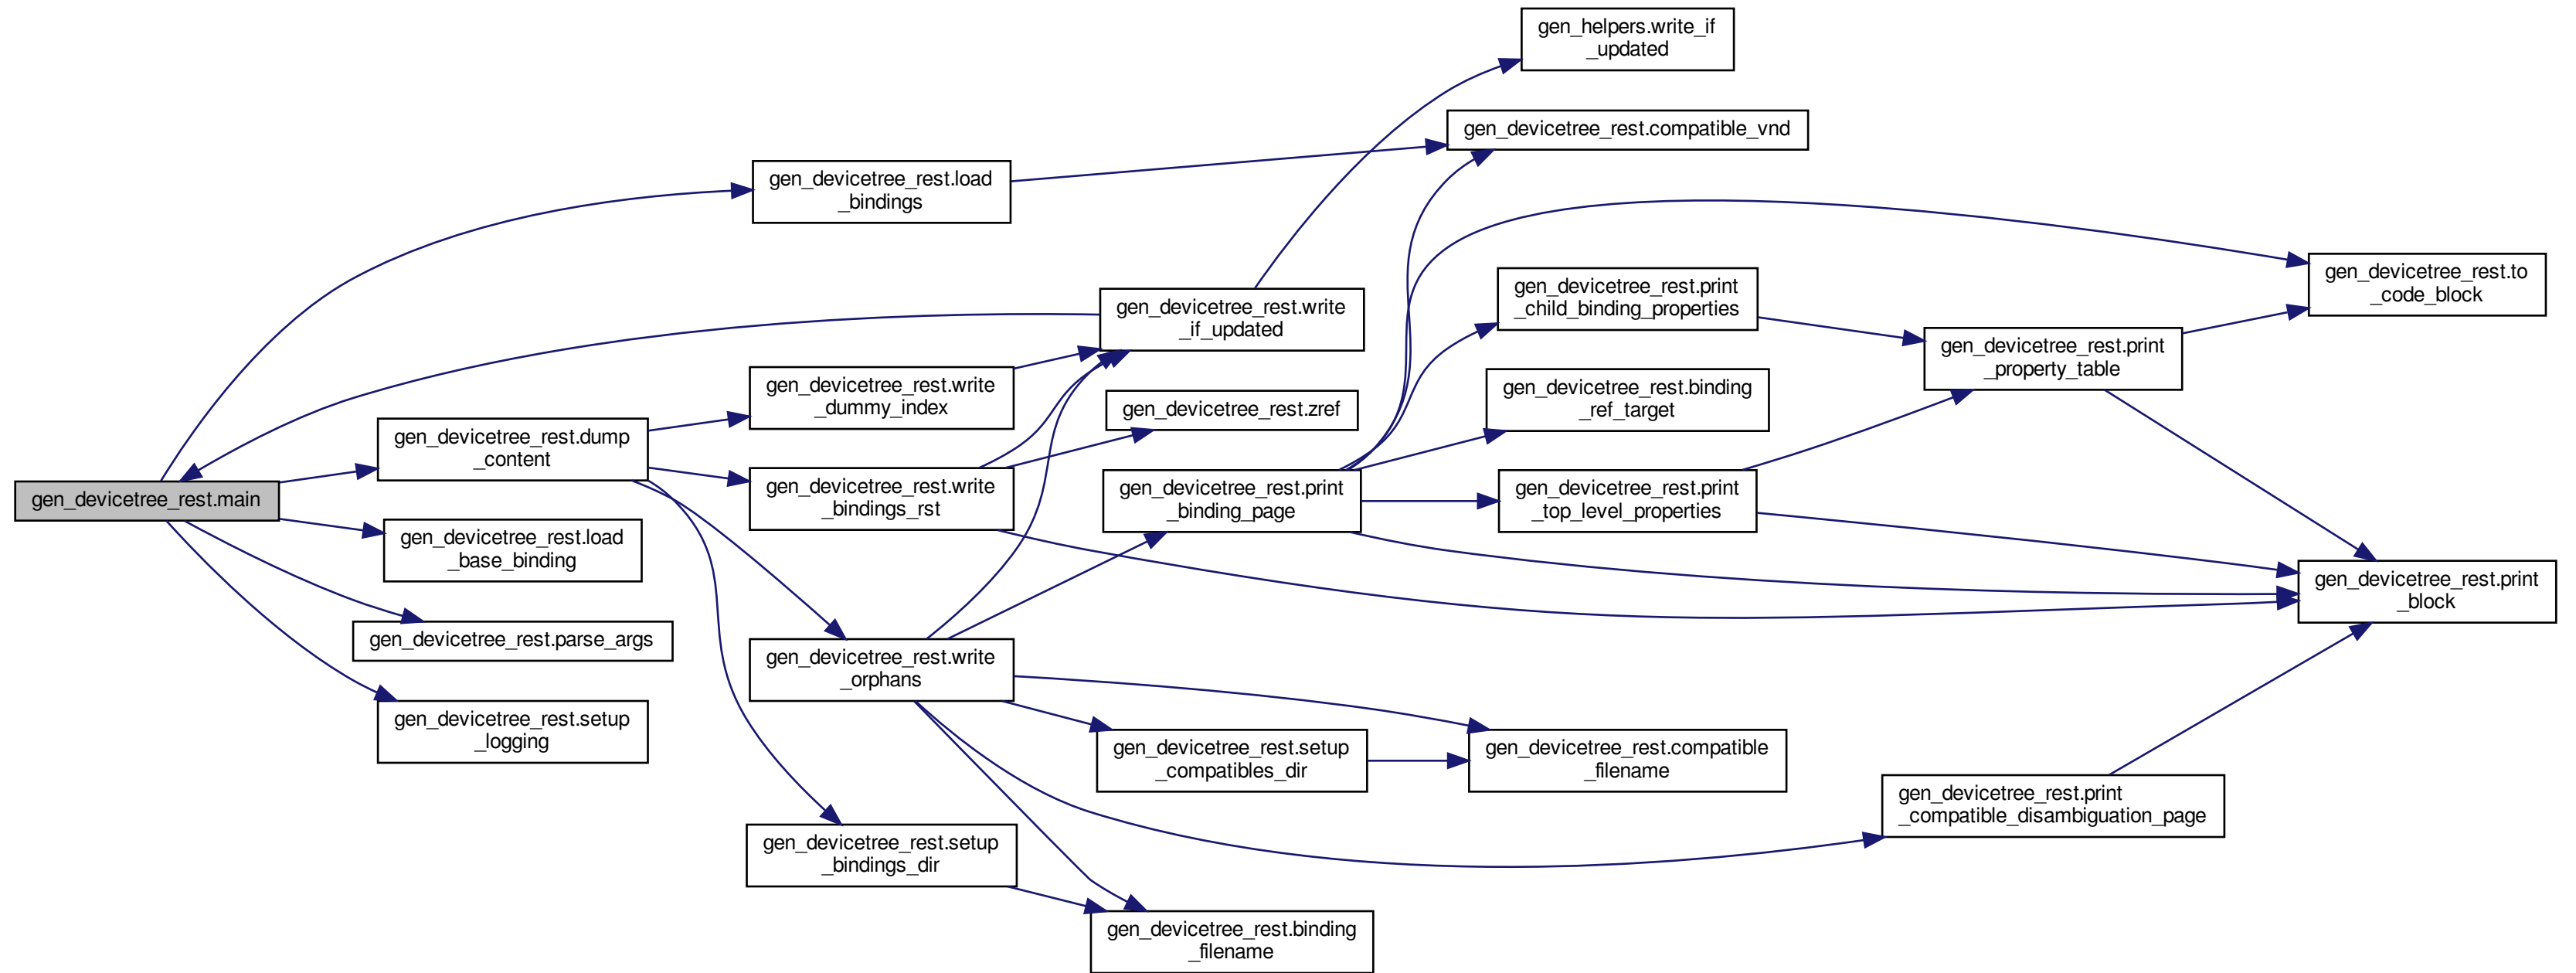 gen_helpers.write_if
_updated
gen_devicetree_rest.compatible_vnd
gen_devicetree_rest.load
_bindings
gen_devicetree_rest.to
_code_block
gen_devicetree_rest.print
_child_binding_properties
gen_devicetree_rest.write
_if_updated
gen_devicetree_rest.print
_property_table
gen_devicetree_rest.write
_dummy_index
gen_devicetree_rest.zref
gen_devicetree_rest.binding
_ref_target
gen_devicetree_rest.dump
_content
gen_devicetree_rest.main
gen_devicetree_rest.write
_bindings_rst
gen_devicetree_rest.print
_binding_page
gen_devicetree_rest.print
_top_level_properties
gen_devicetree_rest.load
_base_binding
gen_devicetree_rest.print
_block
gen_devicetree_rest.parse_args
gen_devicetree_rest.write
_orphans
gen_devicetree_rest.setup
_logging
gen_devicetree_rest.setup
_compatibles_dir
gen_devicetree_rest.compatible
_filename
gen_devicetree_rest.print
_compatible_disambiguation_page
gen_devicetree_rest.setup
_bindings_dir
gen_devicetree_rest.binding
_filename